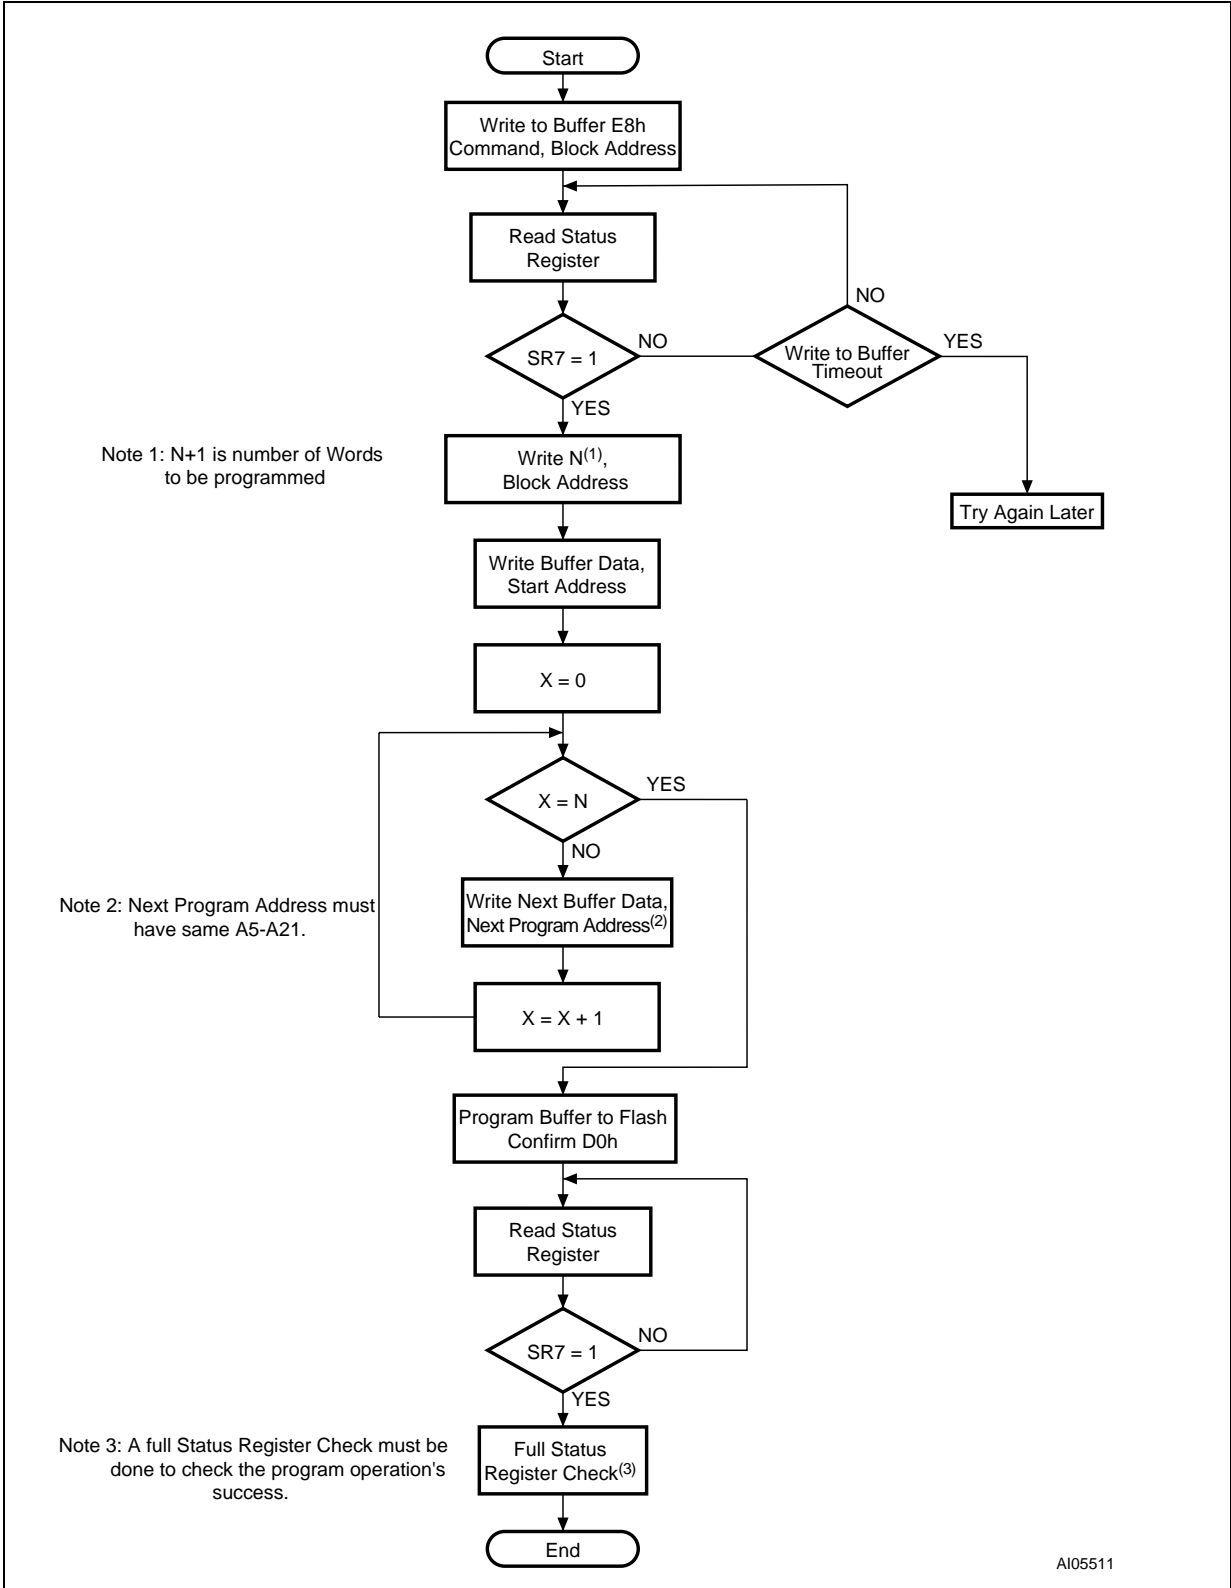 Start
Write to Buffer E8h
Command, Block Address
Read Status
Register
NO
SR7 = 1
NO
Write to Buffer
Timeout
YES
YES
Note 1: N+1 is number of Words
to be programmed
Write N(1),
Block Address
Try Again Later
Write Buffer Data,
Start Address
X = 0
X = N
YES
NO
Note 2: Next Program Address must
have same A5-A21.
Write Next Buffer Data,
Next Program Address(2)
X = X + 1
Program Buffer to Flash
Confirm D0h
Read Status
Register
SR7 = 1
NO
YES
Note 3: A full Status Register Check must be
done to check the program operation's
success.
Full Status
Register Check(3)
End
AI05511